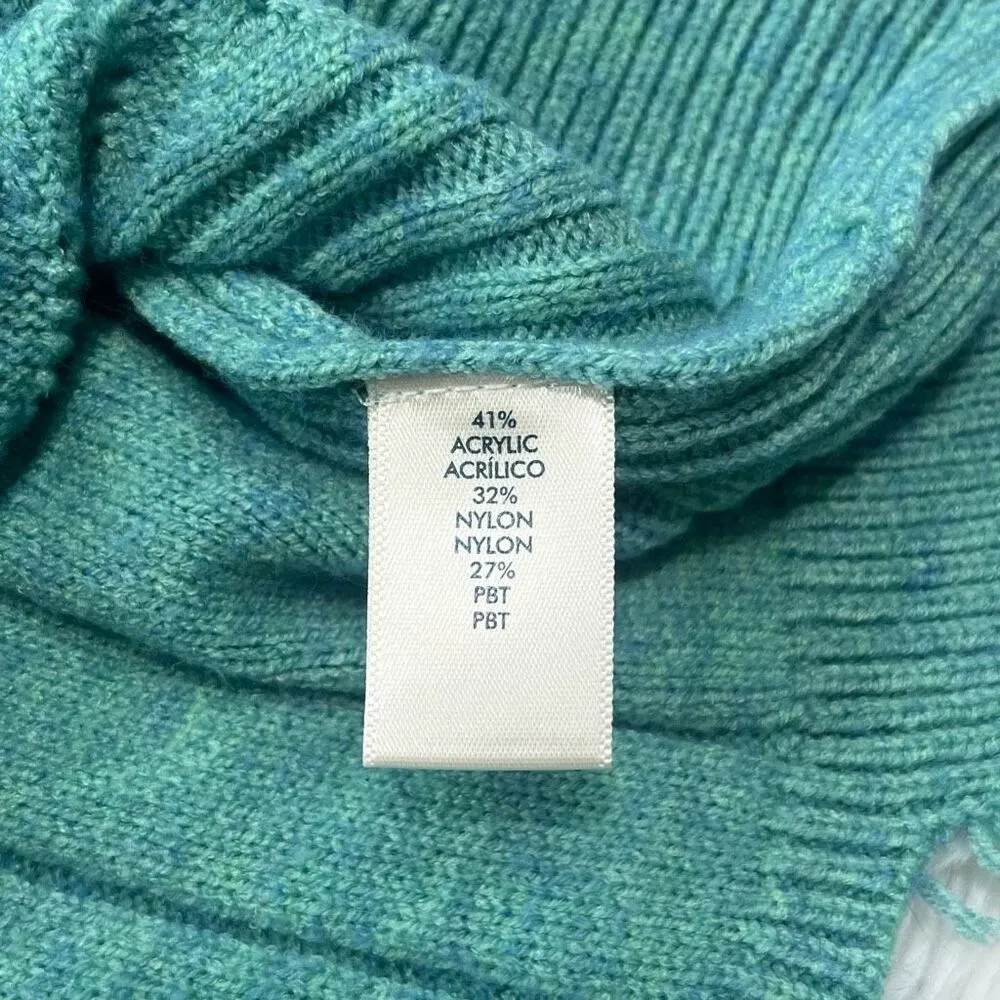 41%
ACRYLIC
ACRÍLICO
32%
NYLON
NYLON
27%
PBT
PBT